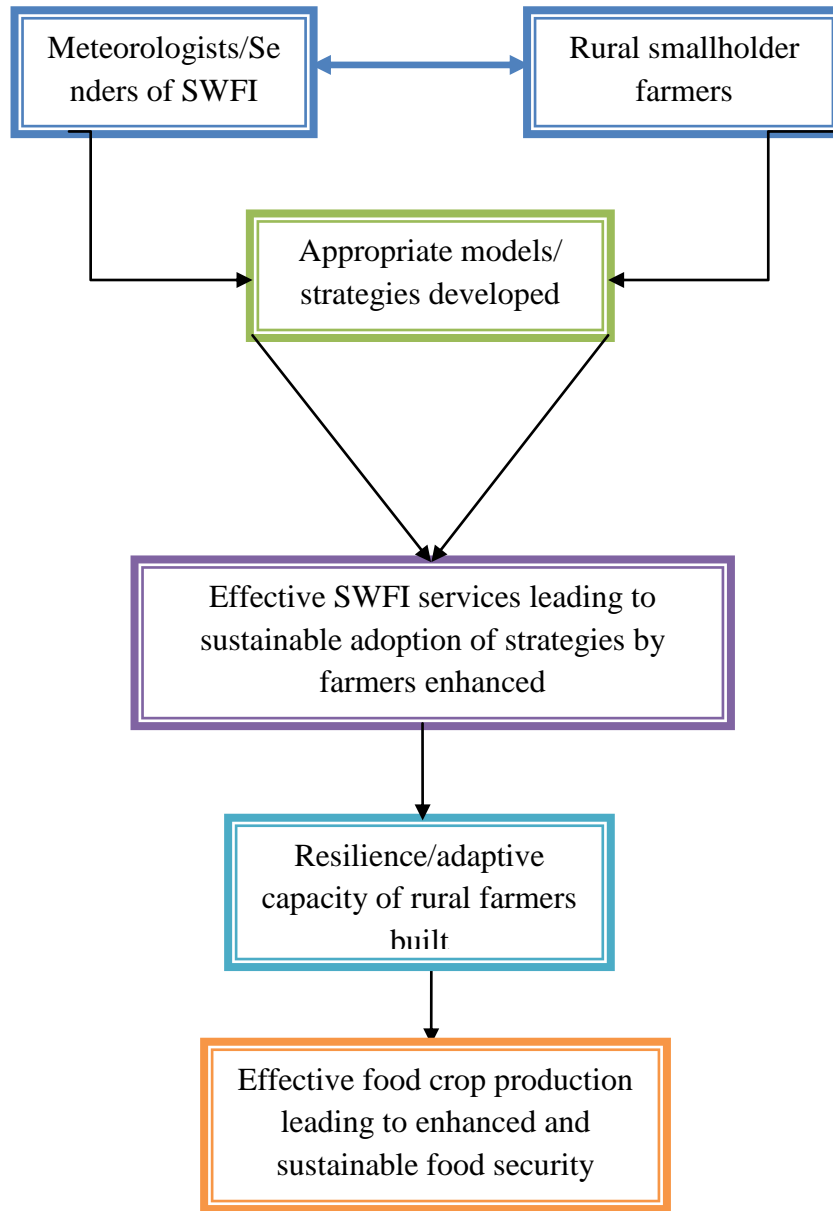 Meteorologists/Se
nders of SWFI
Rural smallholder
farmers
Appropriate models/
strategies developed
Effective SWFI services leading to
sustainable adoption of strategies by
farmers enhanced
Resilience/adaptive
capacity of rural farmers
built
Effective food crop production
leading to enhanced and
sustainable food security